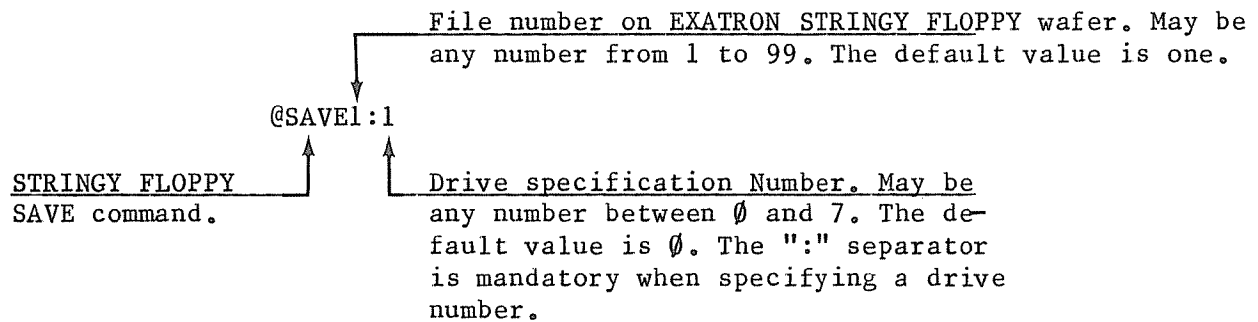 File number on EXATRON STRINGY FLOPPY wafer. May be
any number from 1 to 99. The default value is one.
@SAVE1:1
STRINGY FLOPPY
SAVE command.
Drive specification Number. May be
any number between Ø and 7. The de-
fault value is Ø. The ":" separator
is mandatory when specifying a drive
number.